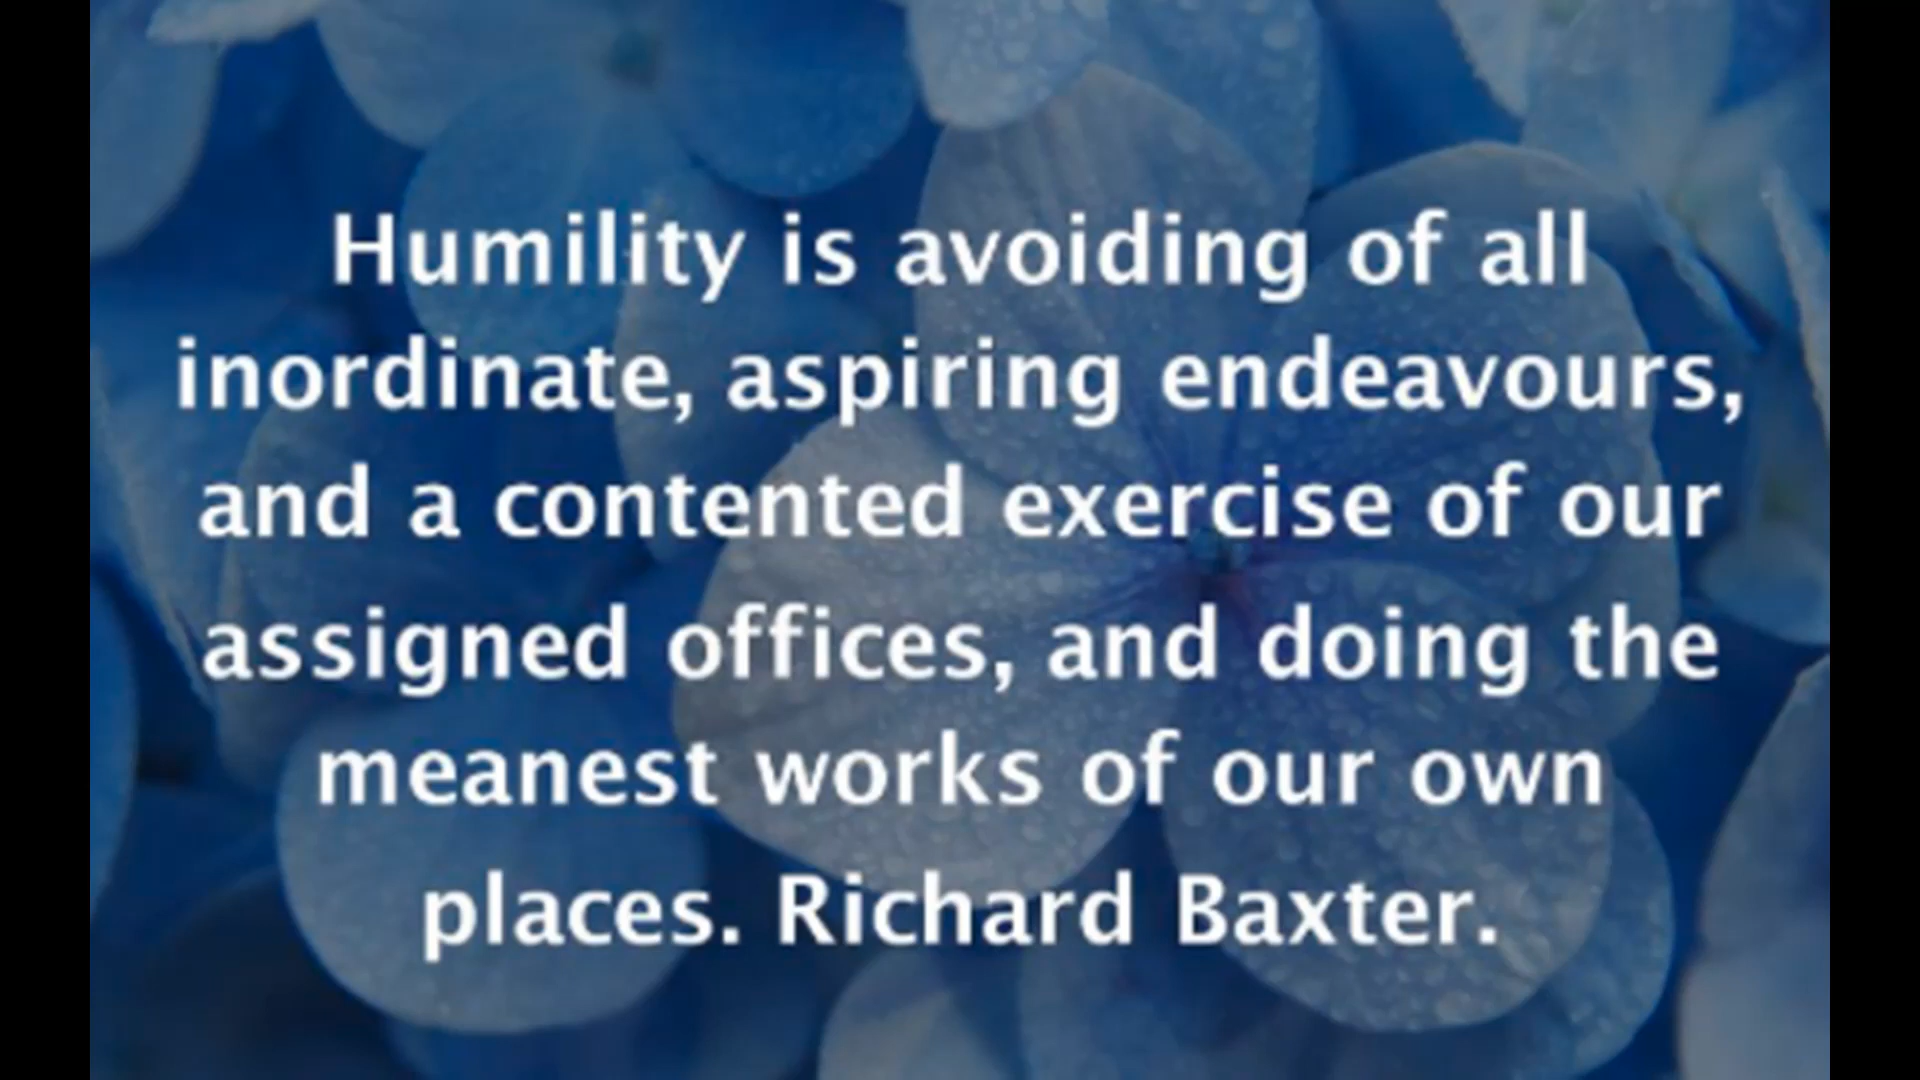 Humility is avoiding of all
inordinate, aspiring endeavours,
and a contented exercise of our
assigned offices, and doing the
meanest works of our own
places. Richard Baxter.